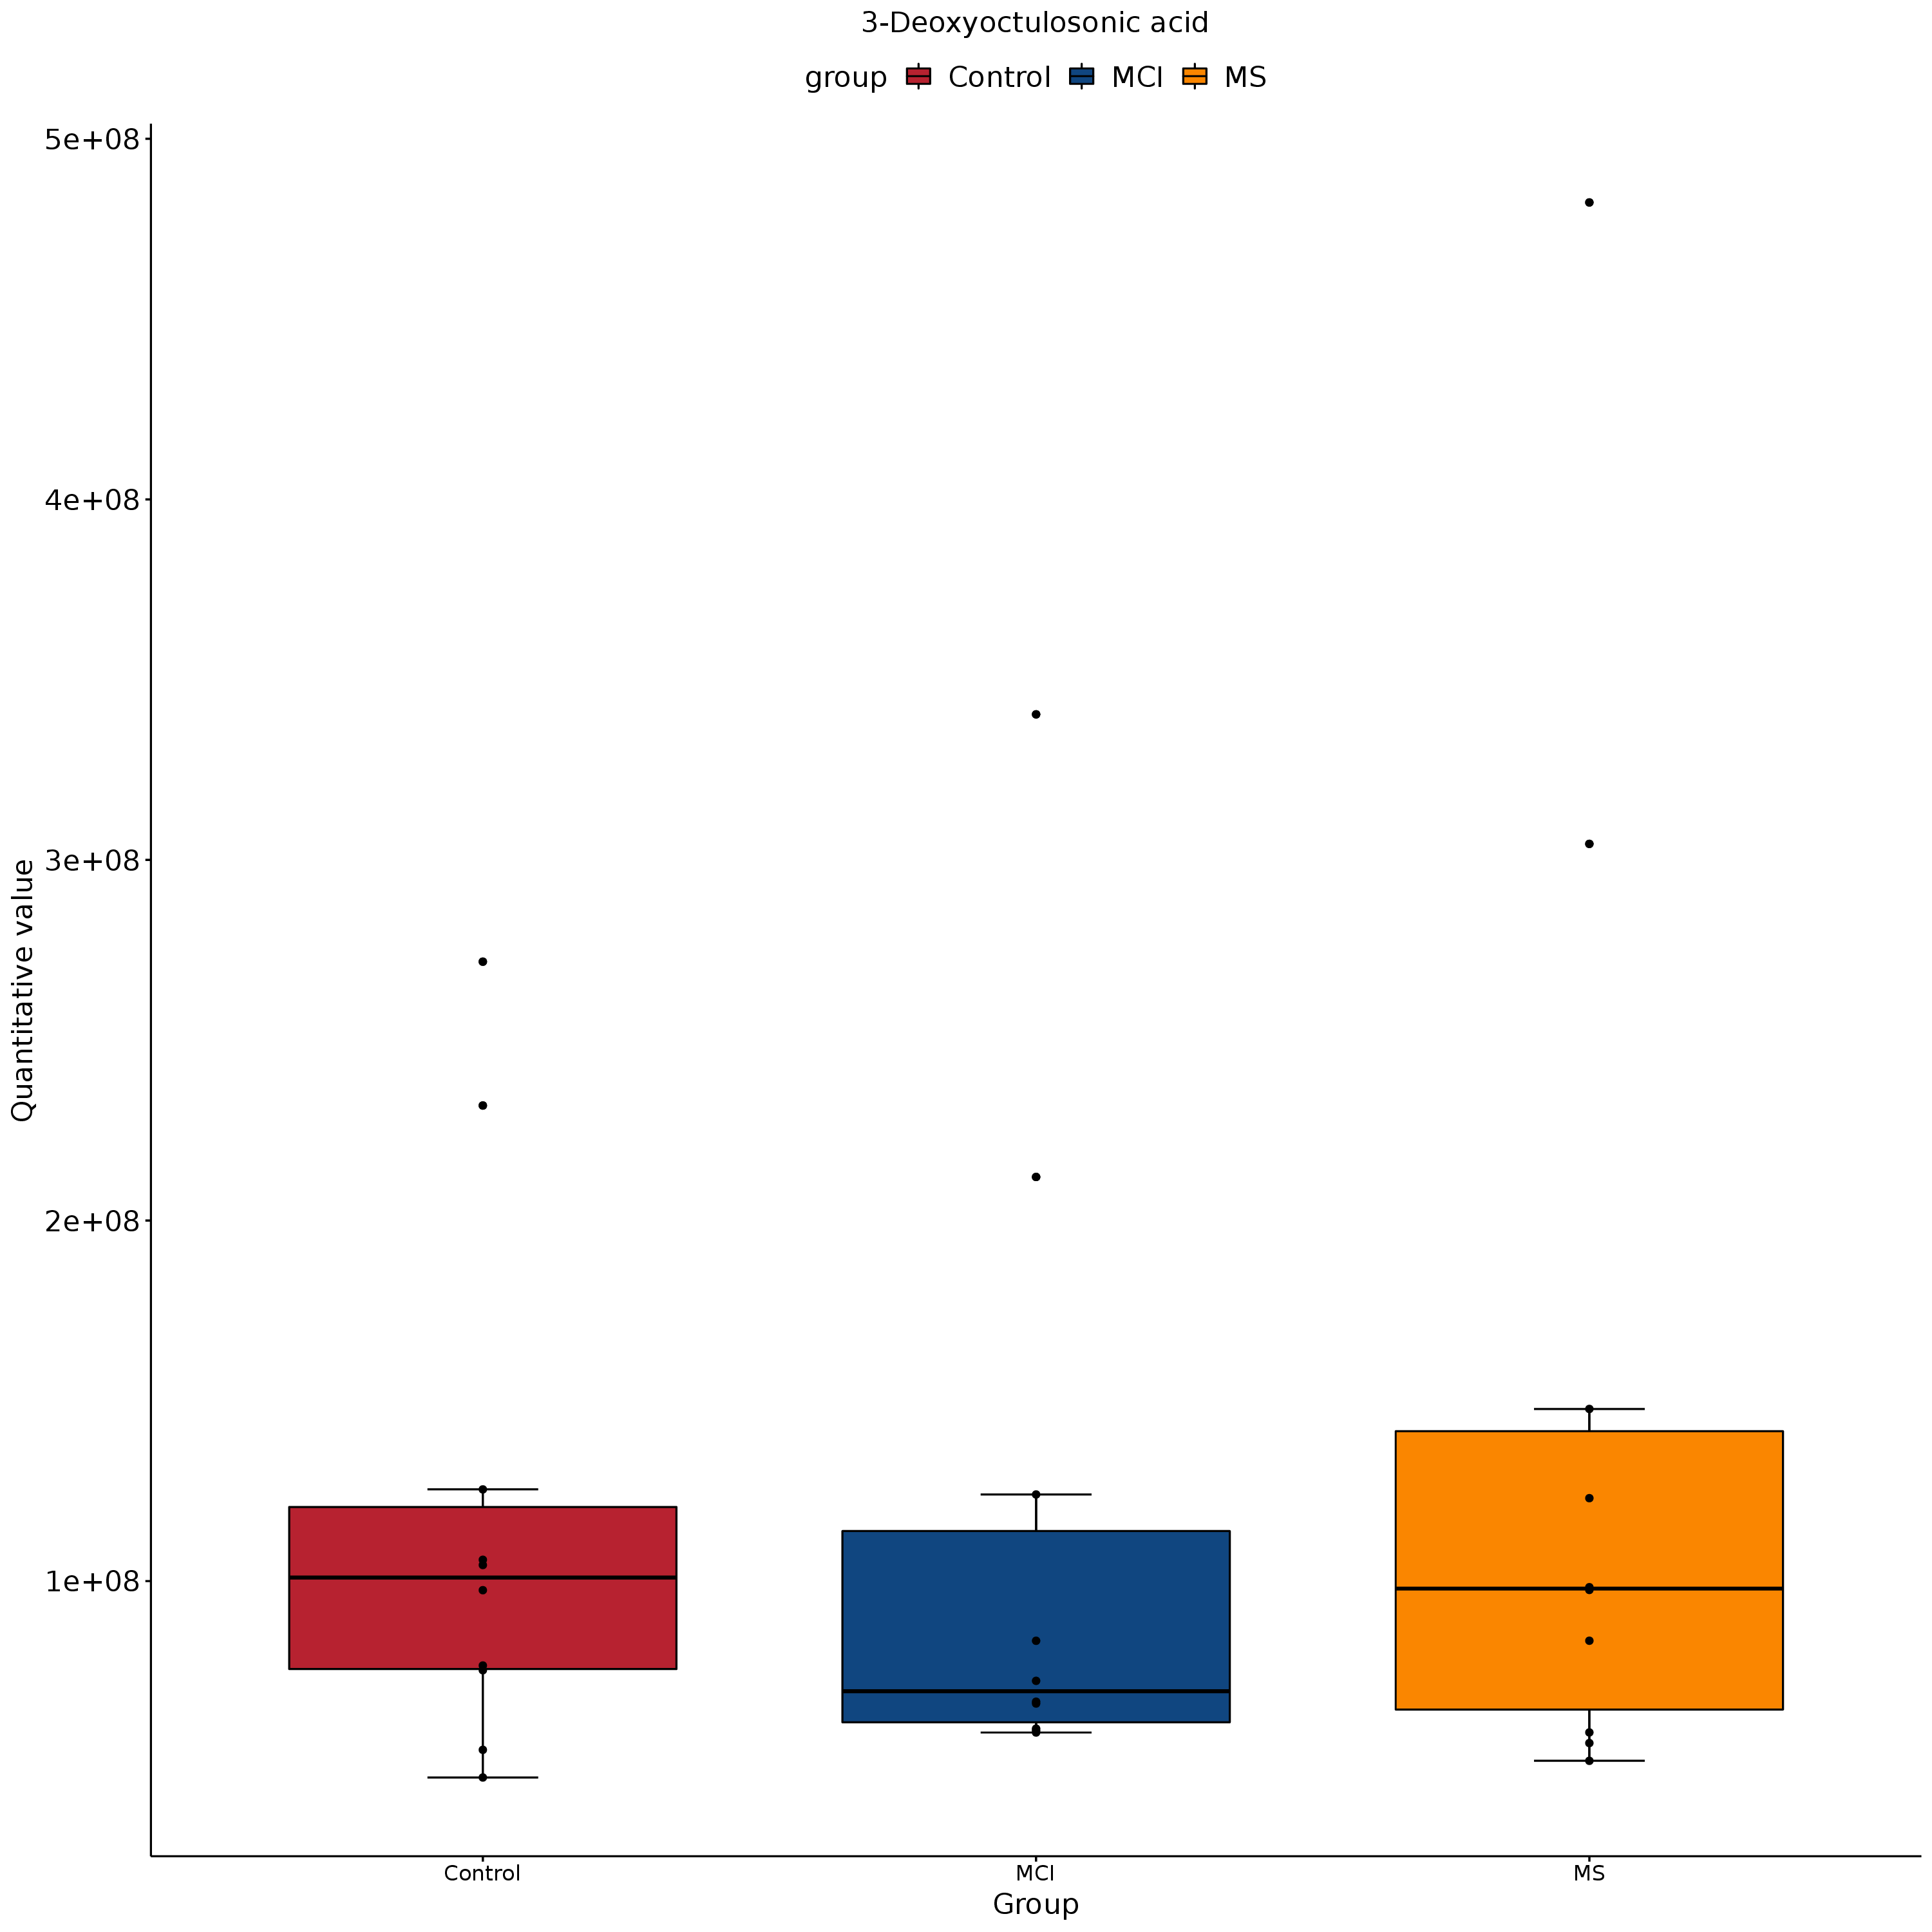 3-Deoxyoctulosonic acid
group Control MCI MS
5e+08
4e+08
3e+08
2e+08
1e+08
Quantitative value
Control MCI MS
Group